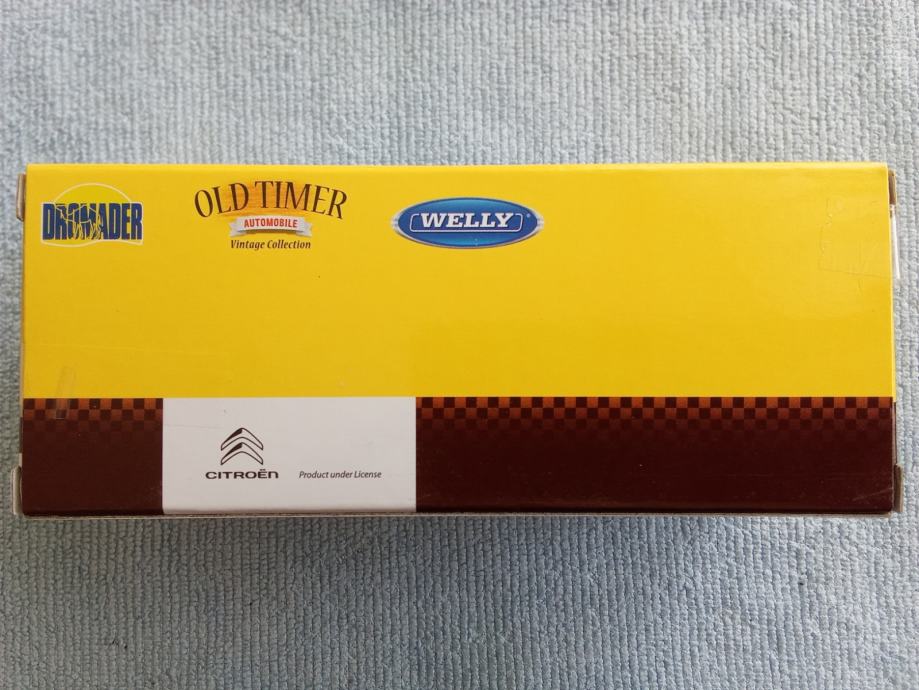 DROMADER
OLD TIMER
AUTOMOBILE
Vintage Collection
WELLY®
CITROËN
Product under License